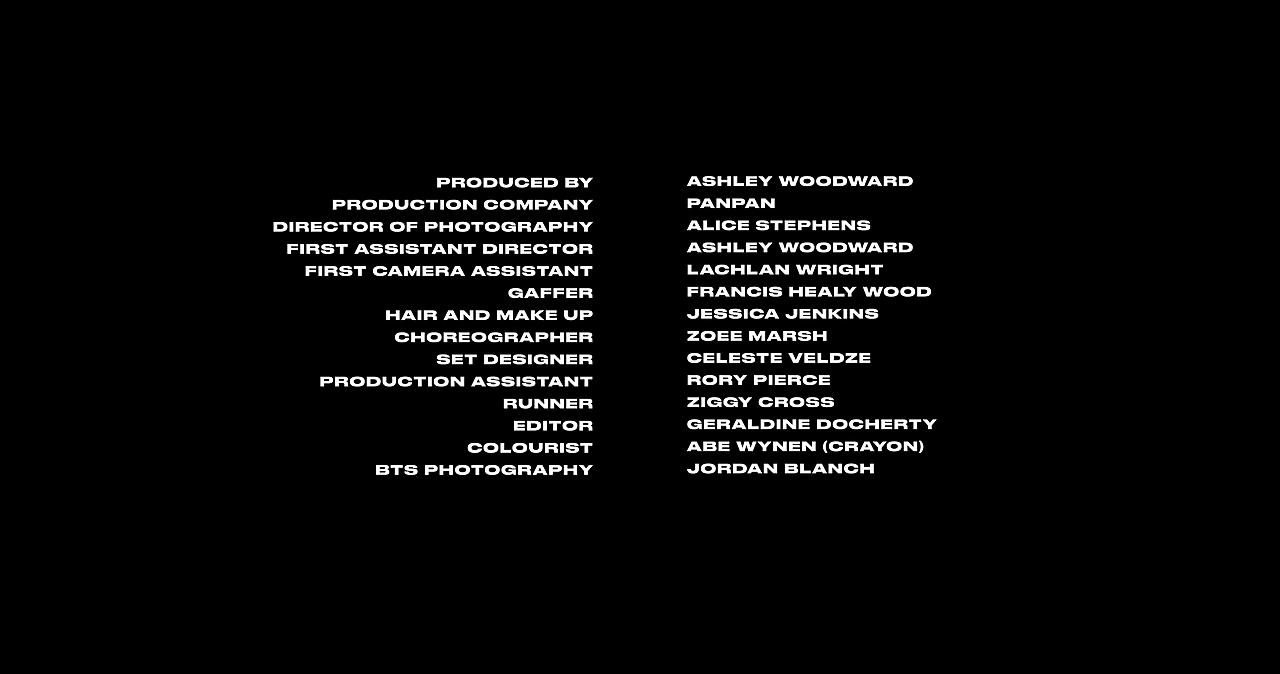 PRODUCED BY ASHLEY WOODWARD
PRODUCTION COMPANY PANPAN
DIRECTOR OF PHOTOGRAPHY ALICE STEPHENS
FIRST ASSISTANT DIRECTOR ASHLEY WOODWARD
FIRST CAMERA ASSISTANT LACHLAN WRIGHT
GAFFER FRANCIS HEALY WOOD
HAIR AND MAKE UP JESSICA JENKINS
CHOREOGRAPHER ZOEE MARSH
SET DESIGNER CELESTE VELDZE
PRODUCTION ASSISTANT RORY PIERCE
RUNNER ZIGGY CROSS
EDITOR GERALDINE DOCHERTY
COLOURIST ABE WYNEN (CRAYON)
BTS PHOTOGRAPHY JORDAN BLANCH